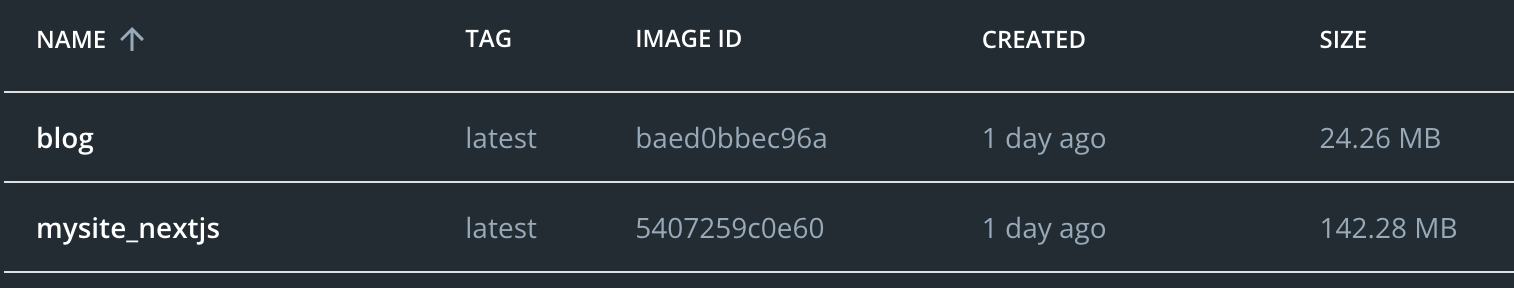 NAME TAG IMAGE ID CREATED SIZE
blog latest baed0bbec96a 1 day ago 24.26 MB
mysite_nextjs latest 5407259c0e60 1 day ago 142.28 MB